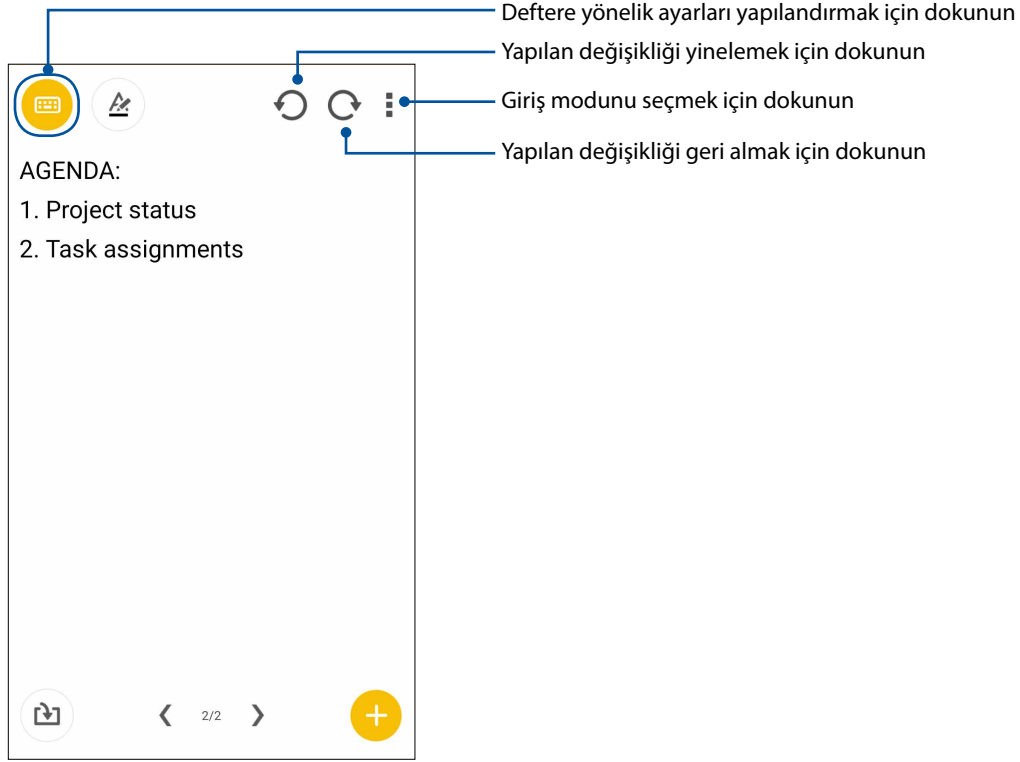 Deftere yönelik ayarları yapılandırmak için dokunun
Yapılan değişikliği yinelemek için dokunun
Giriş modunu seçmek için dokunun
Yapılan değişikliği geri almak için dokunun
AGENDA:
1. Project status
2. Task assignments
2/2